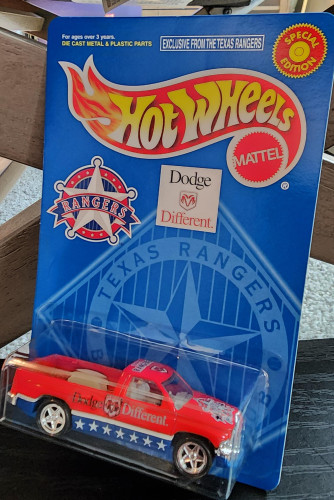 For ages over 3 years.
DIE CAST METAL & PLASTIC PARTS
EXCLUSIVE FROM THE TEXAS RANGERS
SPECIAL EDITION
HOT WHEELS
MATTEL
®
RANGERS
Dodge
Different.
TEXAS RANGERS
Dodge Different.